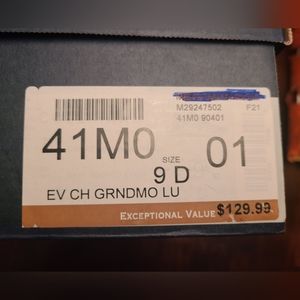 M29247502 F21
41M0 90401
41M0 SIZE 9 D 01
EV CH GRNDMO LU
EXCEPTIONAL VALUE $129.99